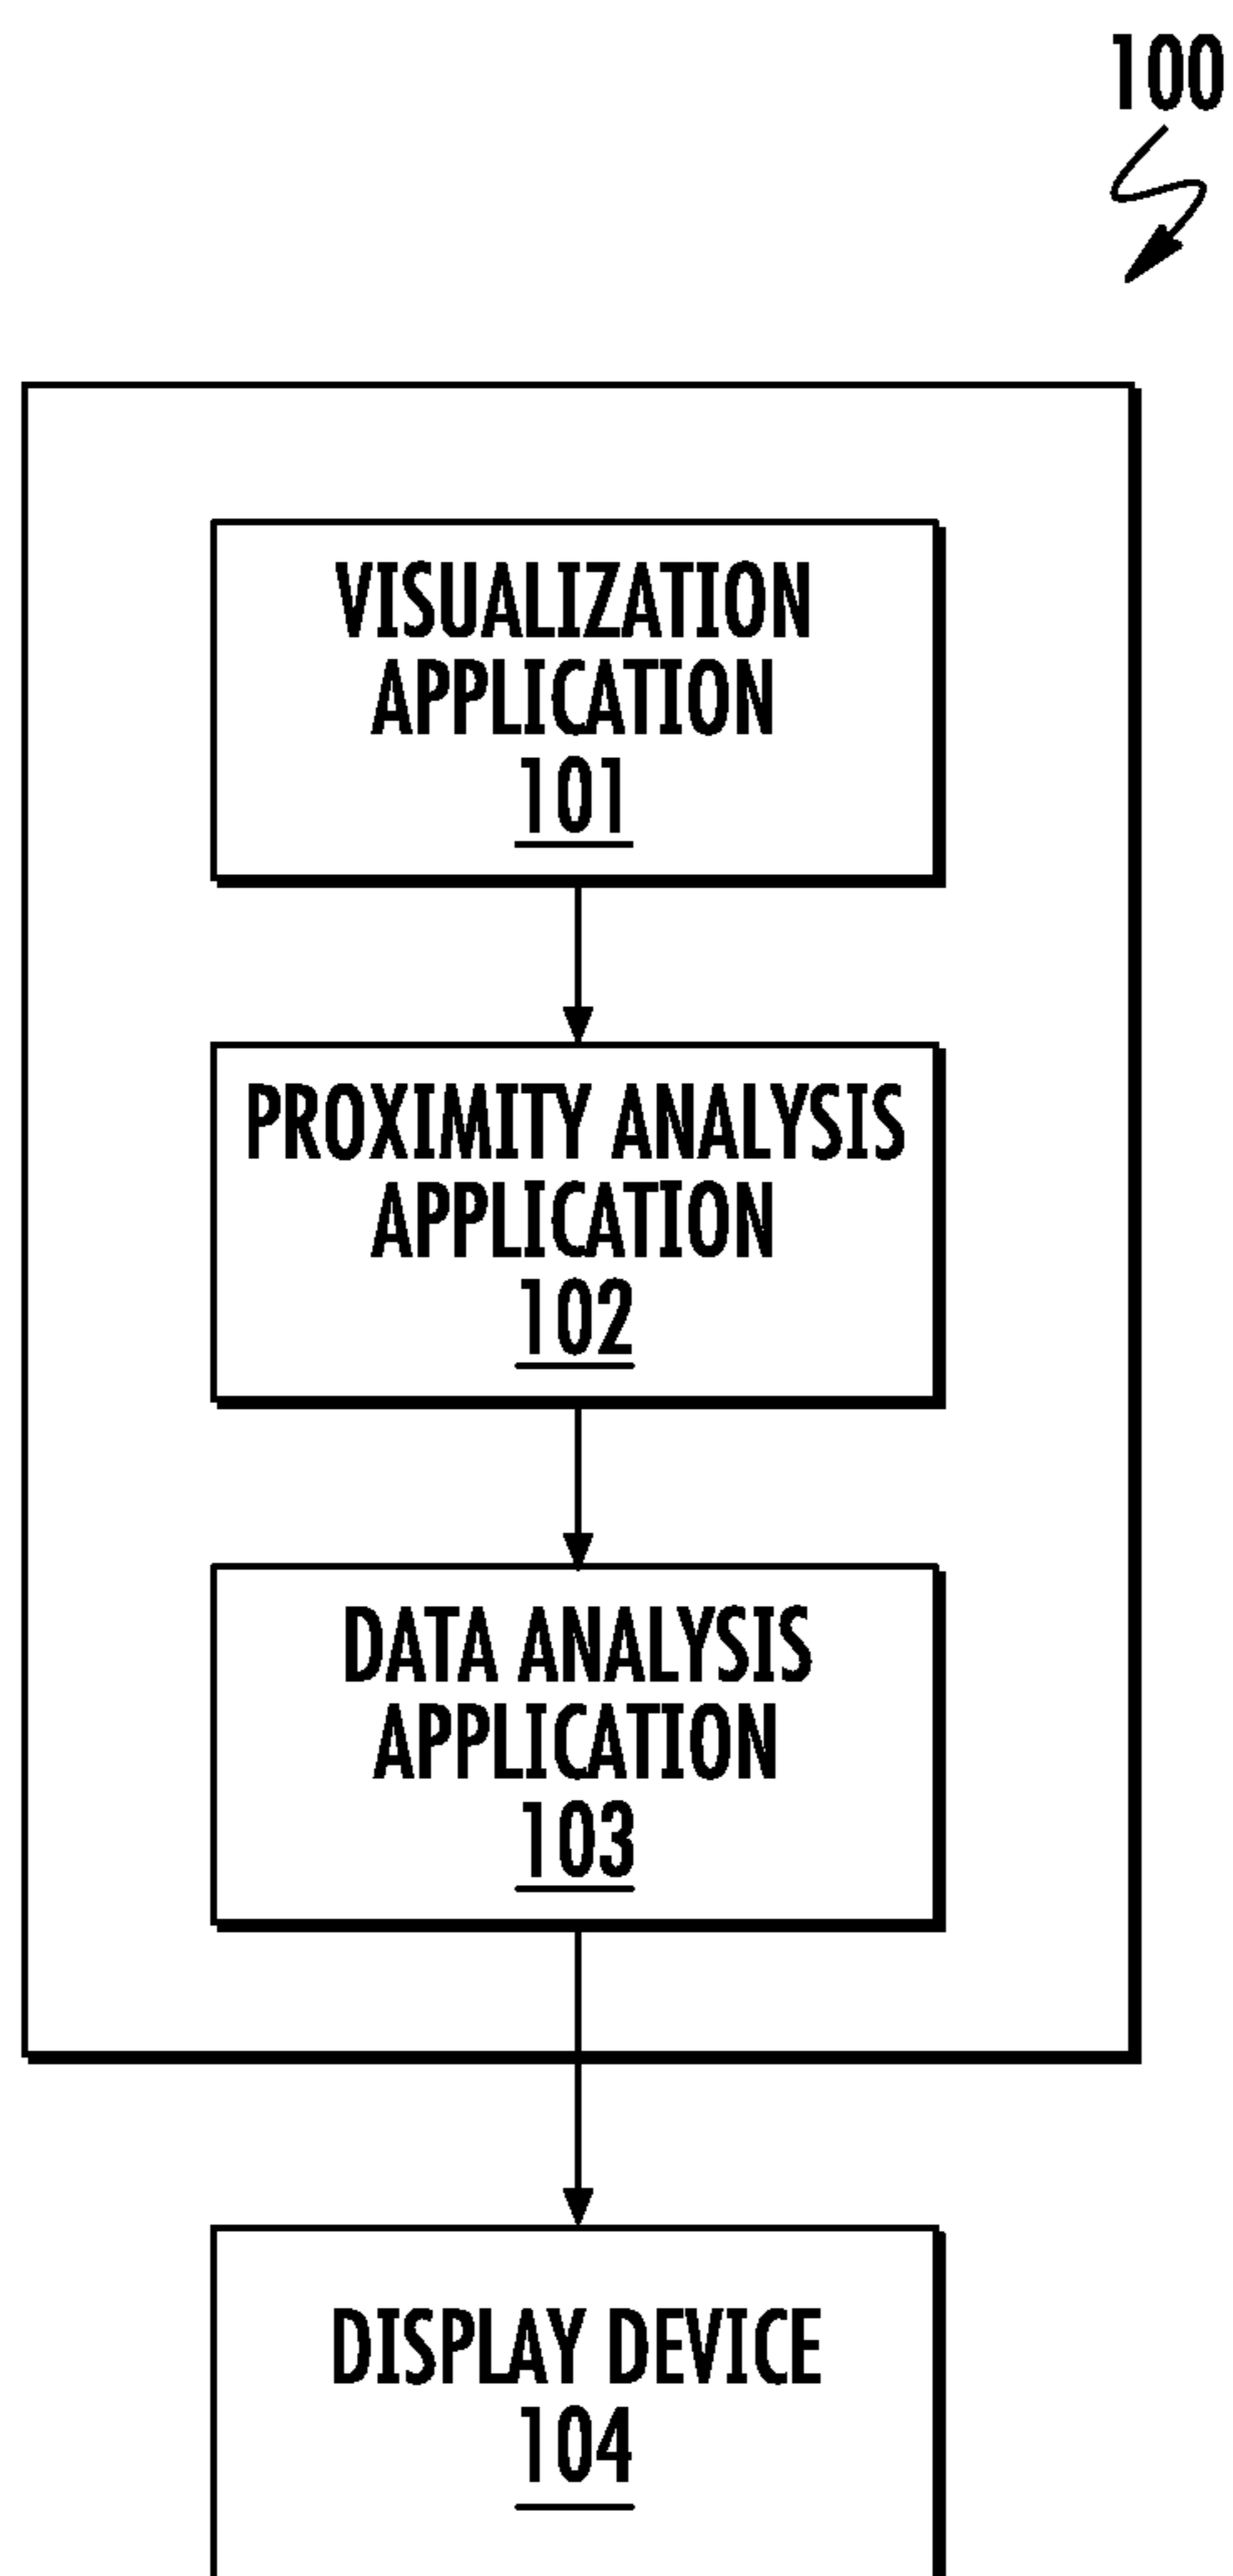 100
VISUALIZATION
APPLICATION
101
PROXIMITY ANALYSIS
APPLICATION
102
DATA ANALYSIS
APPLICATION
103
DISPLAY DEVICE
104